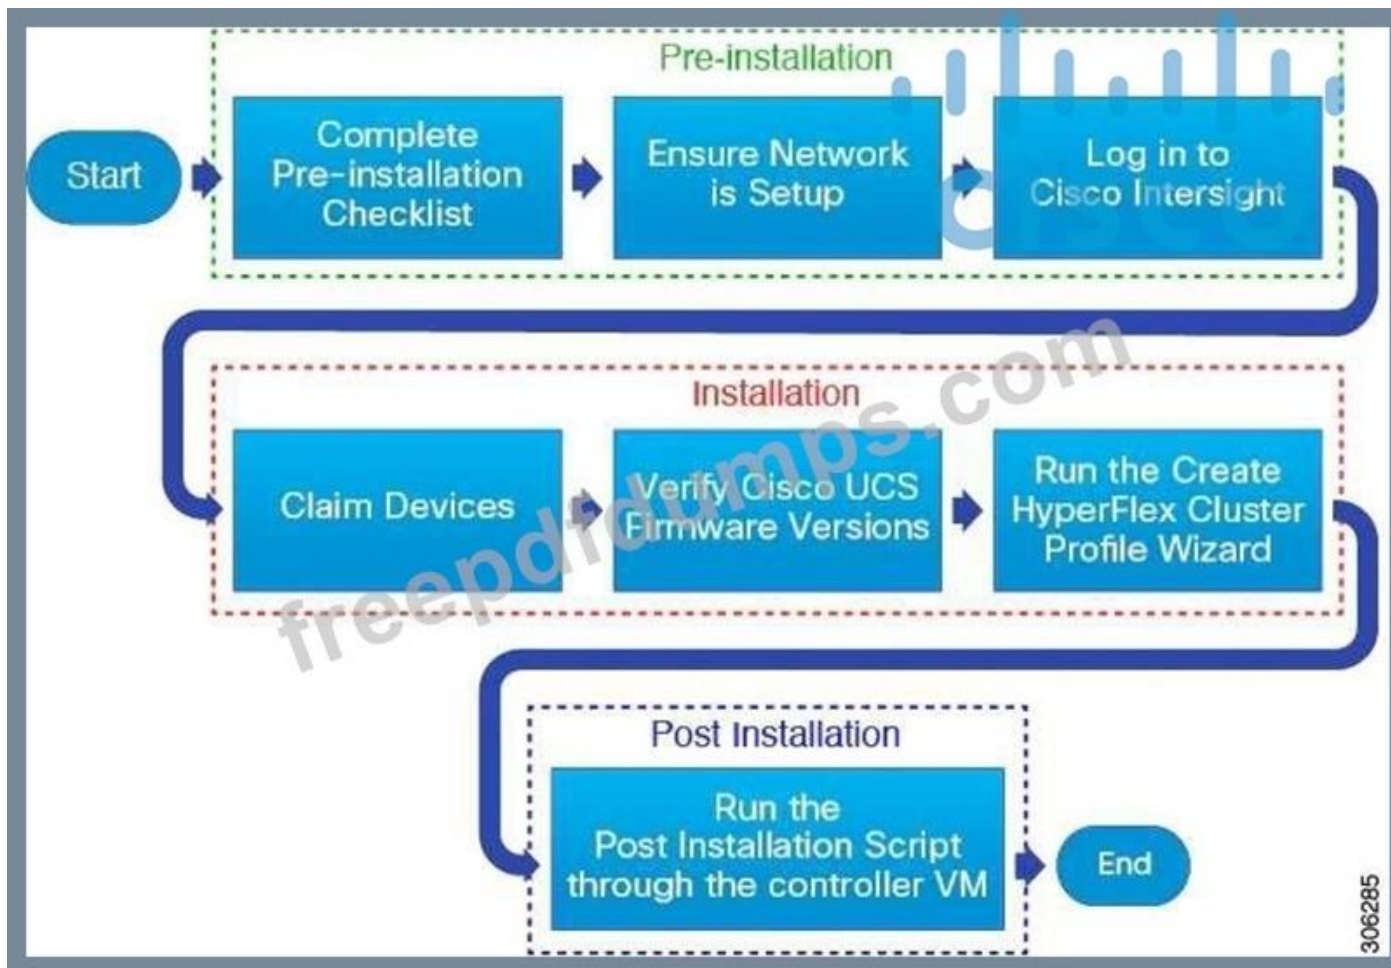 Pre-installation
Start
Complete
Pre-installation
Checklist
Ensure Network
is Setup
Log in to
Cisco Intersight
cisco
Installation
Claim Devices
Verify Cisco UCS
Firmware Versions
Run the Create
HyperFlex Cluster
Profile Wizard
freepdfdumps.com
Post Installation
Run the
Post Installation Script
through the controller VM
End
306285